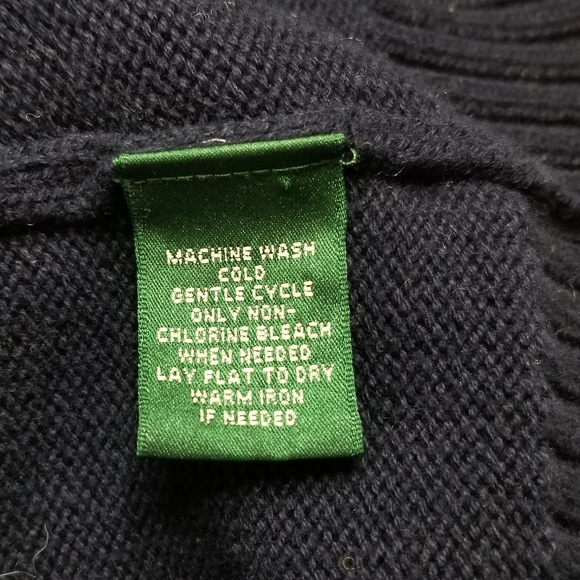 MACHINE WASH
COLD
GENTLE CYCLE
ONLY NON-
CHLORINE BLEACH
WHEN NEEDED
LAY FLAT TO DRY
WARM IRON
IF NEEDED